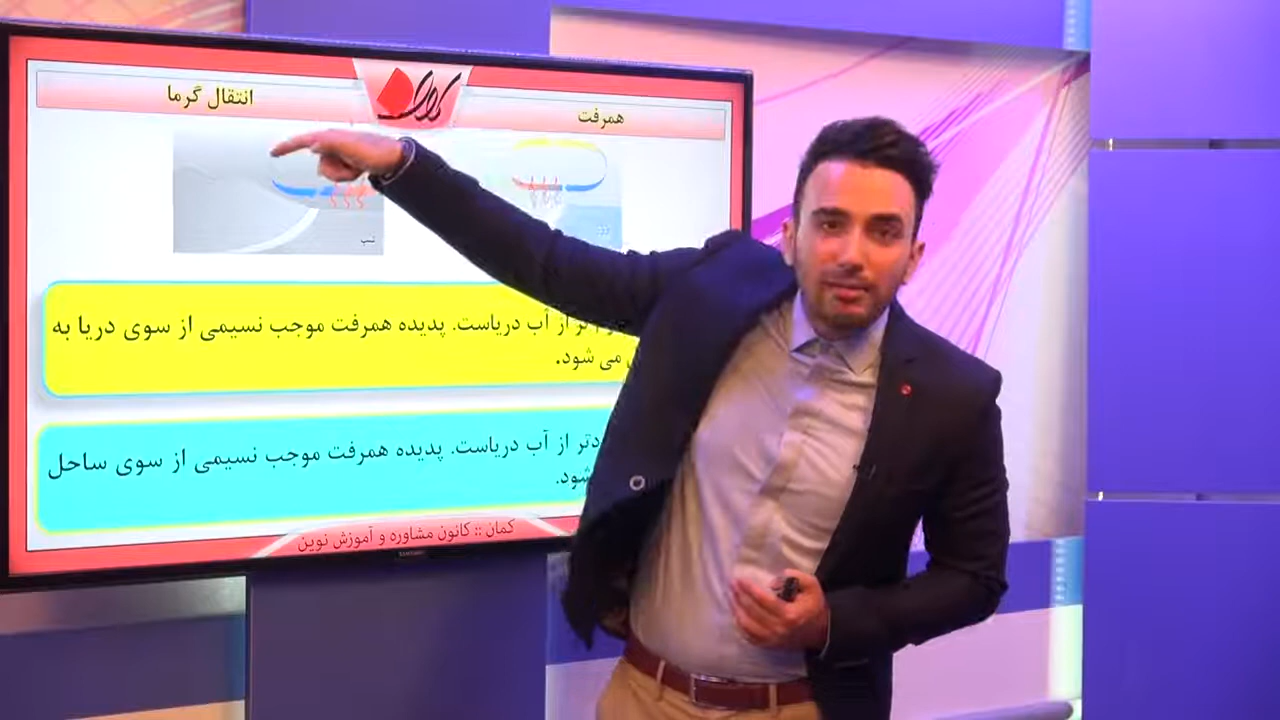 همرفت
انتقال گرما
شب
از آب دریاست. پدیده همرفت موجب نسیمی از سوی دریا به
می شود.
از آب دریاست. پدیده همرفت موجب نسیمی از سوی ساحل
شود.
کمان :: کانون مشاوره و آموزش نوین
SAMSUNG